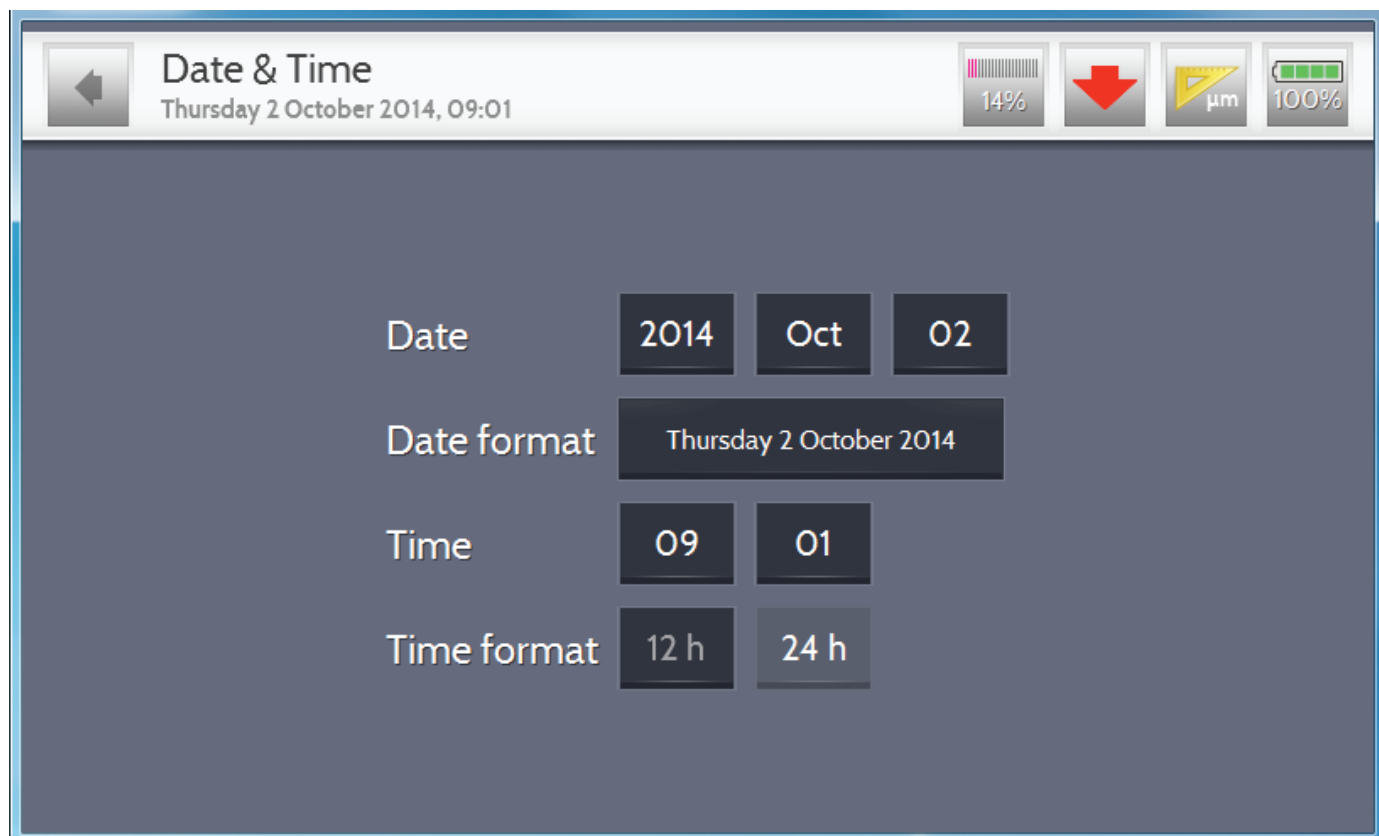 Date & Time
Thursday 2 October 2014, 09:01
14%
µm
100%
Date 2014 Oct 02
Date format Thursday 2 October 2014
Time 09 01
Time format 12 h 24 h